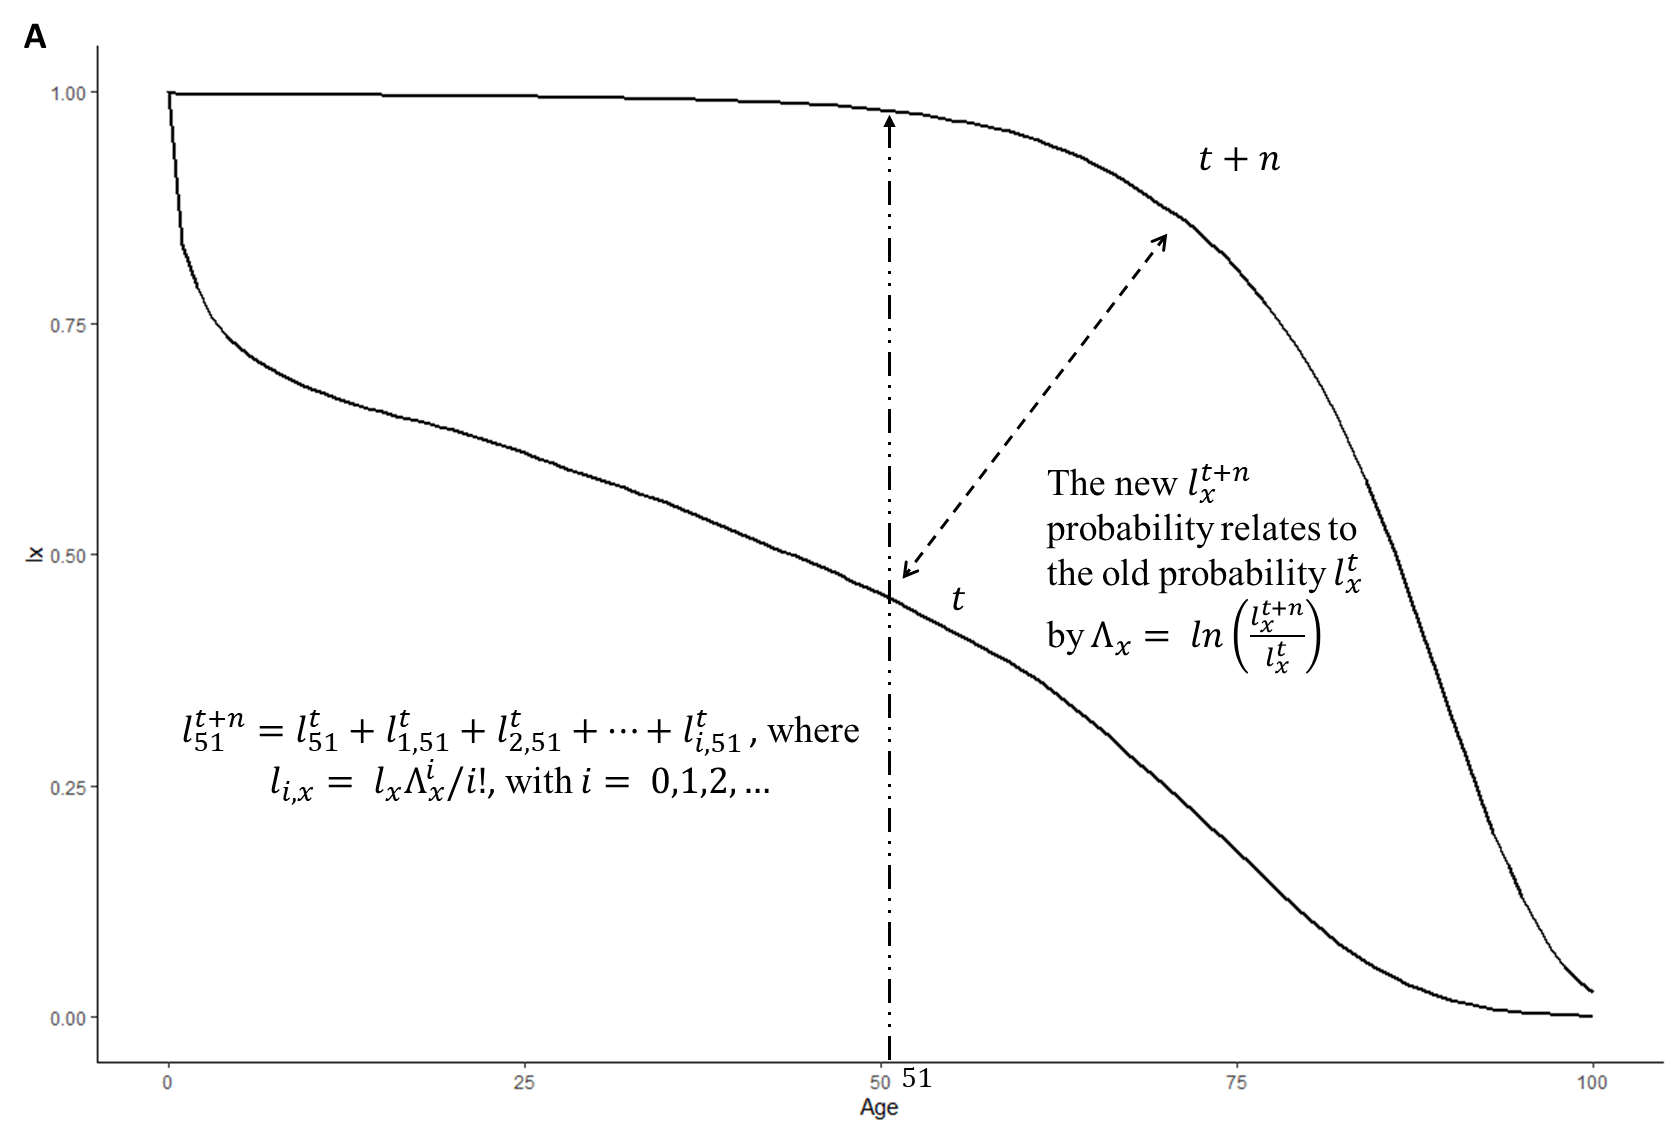 A
1.00
0.75
0.50
0.25
0.00
lx
t + n
t
The new l_x^{t+n}
probability relates to
the old probability l_x^t
by Λ_x = ln(l_x^{t+n}/l_x^t)
l_{51}^{t+n} = l_{51}^t + l_{1,51}^t + l_{2,51}^t + ⋯ + l_{i,51}^t, where
l_{i,x} = l_xΛ_x^i/i!, with i = 0,1,2, …
0 25 50 51 75 100
Age